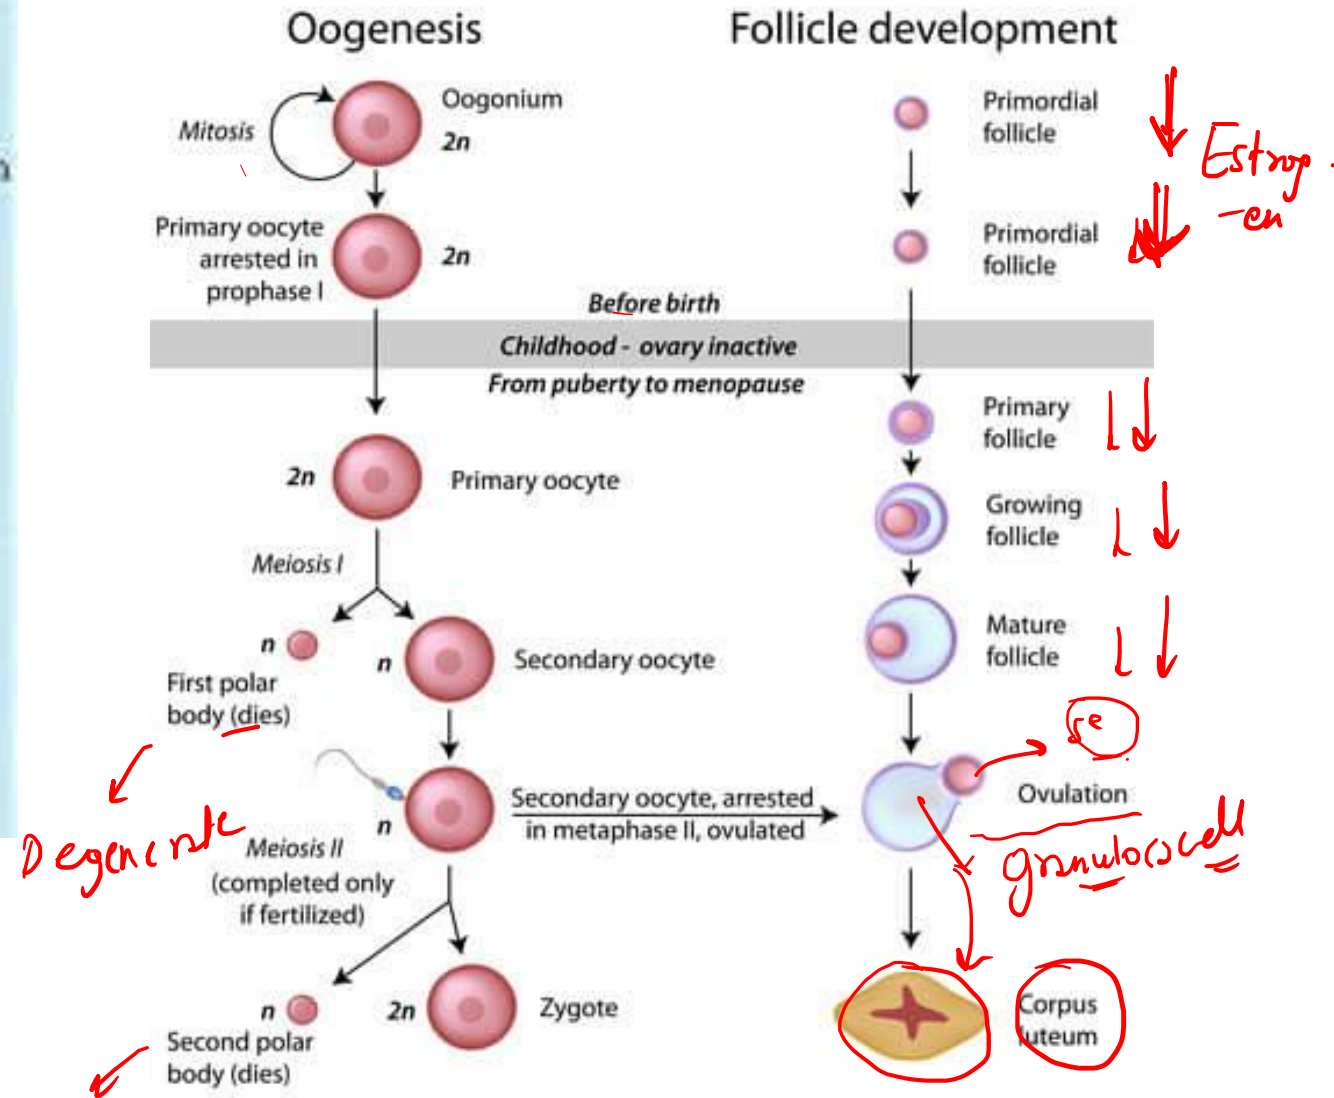 Oogenesis
Follicle development
Mitosis
Oogonium
2n
Primary oocyte
arrested in
prophase I
2n
Primordial
follicle
Primordial
follicle
Estrog
-en
Before birth
Childhood - ovary inactive
From puberty to menopause
2n
Primary oocyte
Meiosis I
n
First polar
body (dies)
n
Secondary oocyte
Degenerate
n
Meiosis II
(completed only
if fertilized)
Secondary oocyte, arrested
in metaphase II, ovulated
n
Second polar
body (dies)
2n
Zygote
Primary
follicle
Growing
follicle
Mature
follicle
Ovulation
Corpus
luteum